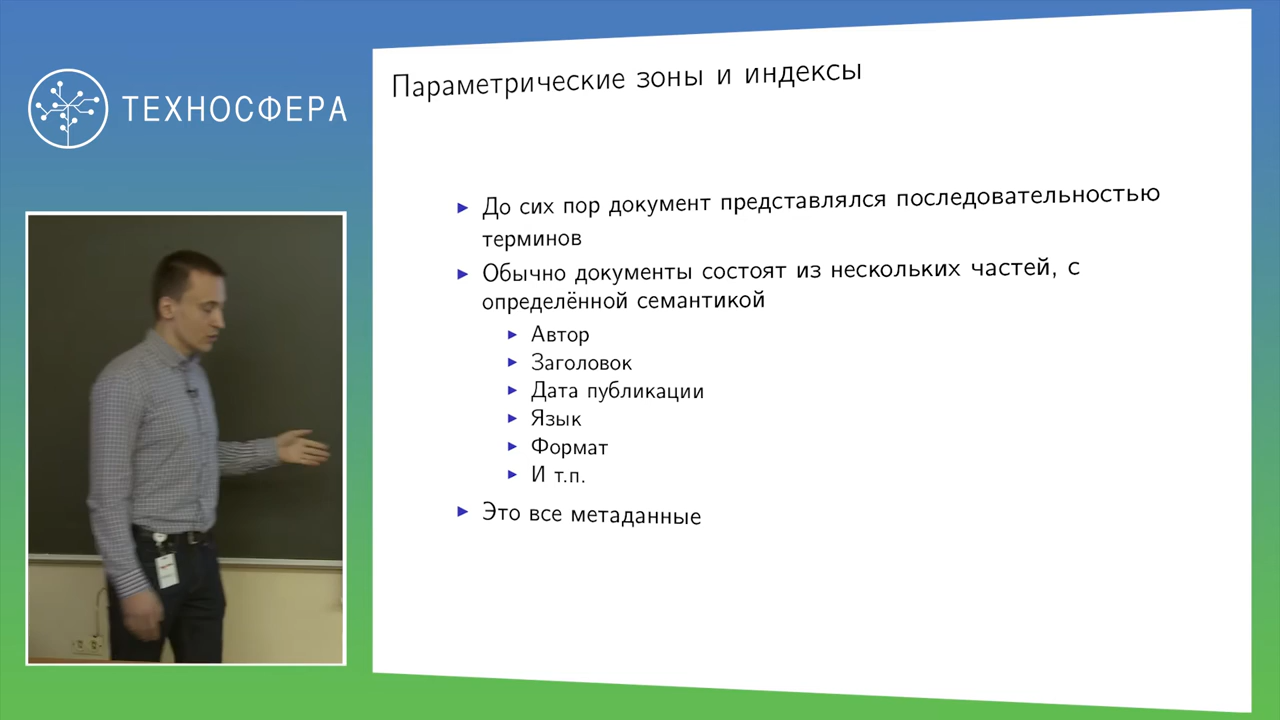 ТЕХНОСФЕРА
Параметрические зоны и индексы
До сих пор документ представлялся последовательностью
терминов
Обычно документы состоят из нескольких частей, с
определённой семантикой
Автор
Заголовок
Дата публикации
Язык
Формат
И т.п.
Это все метаданные